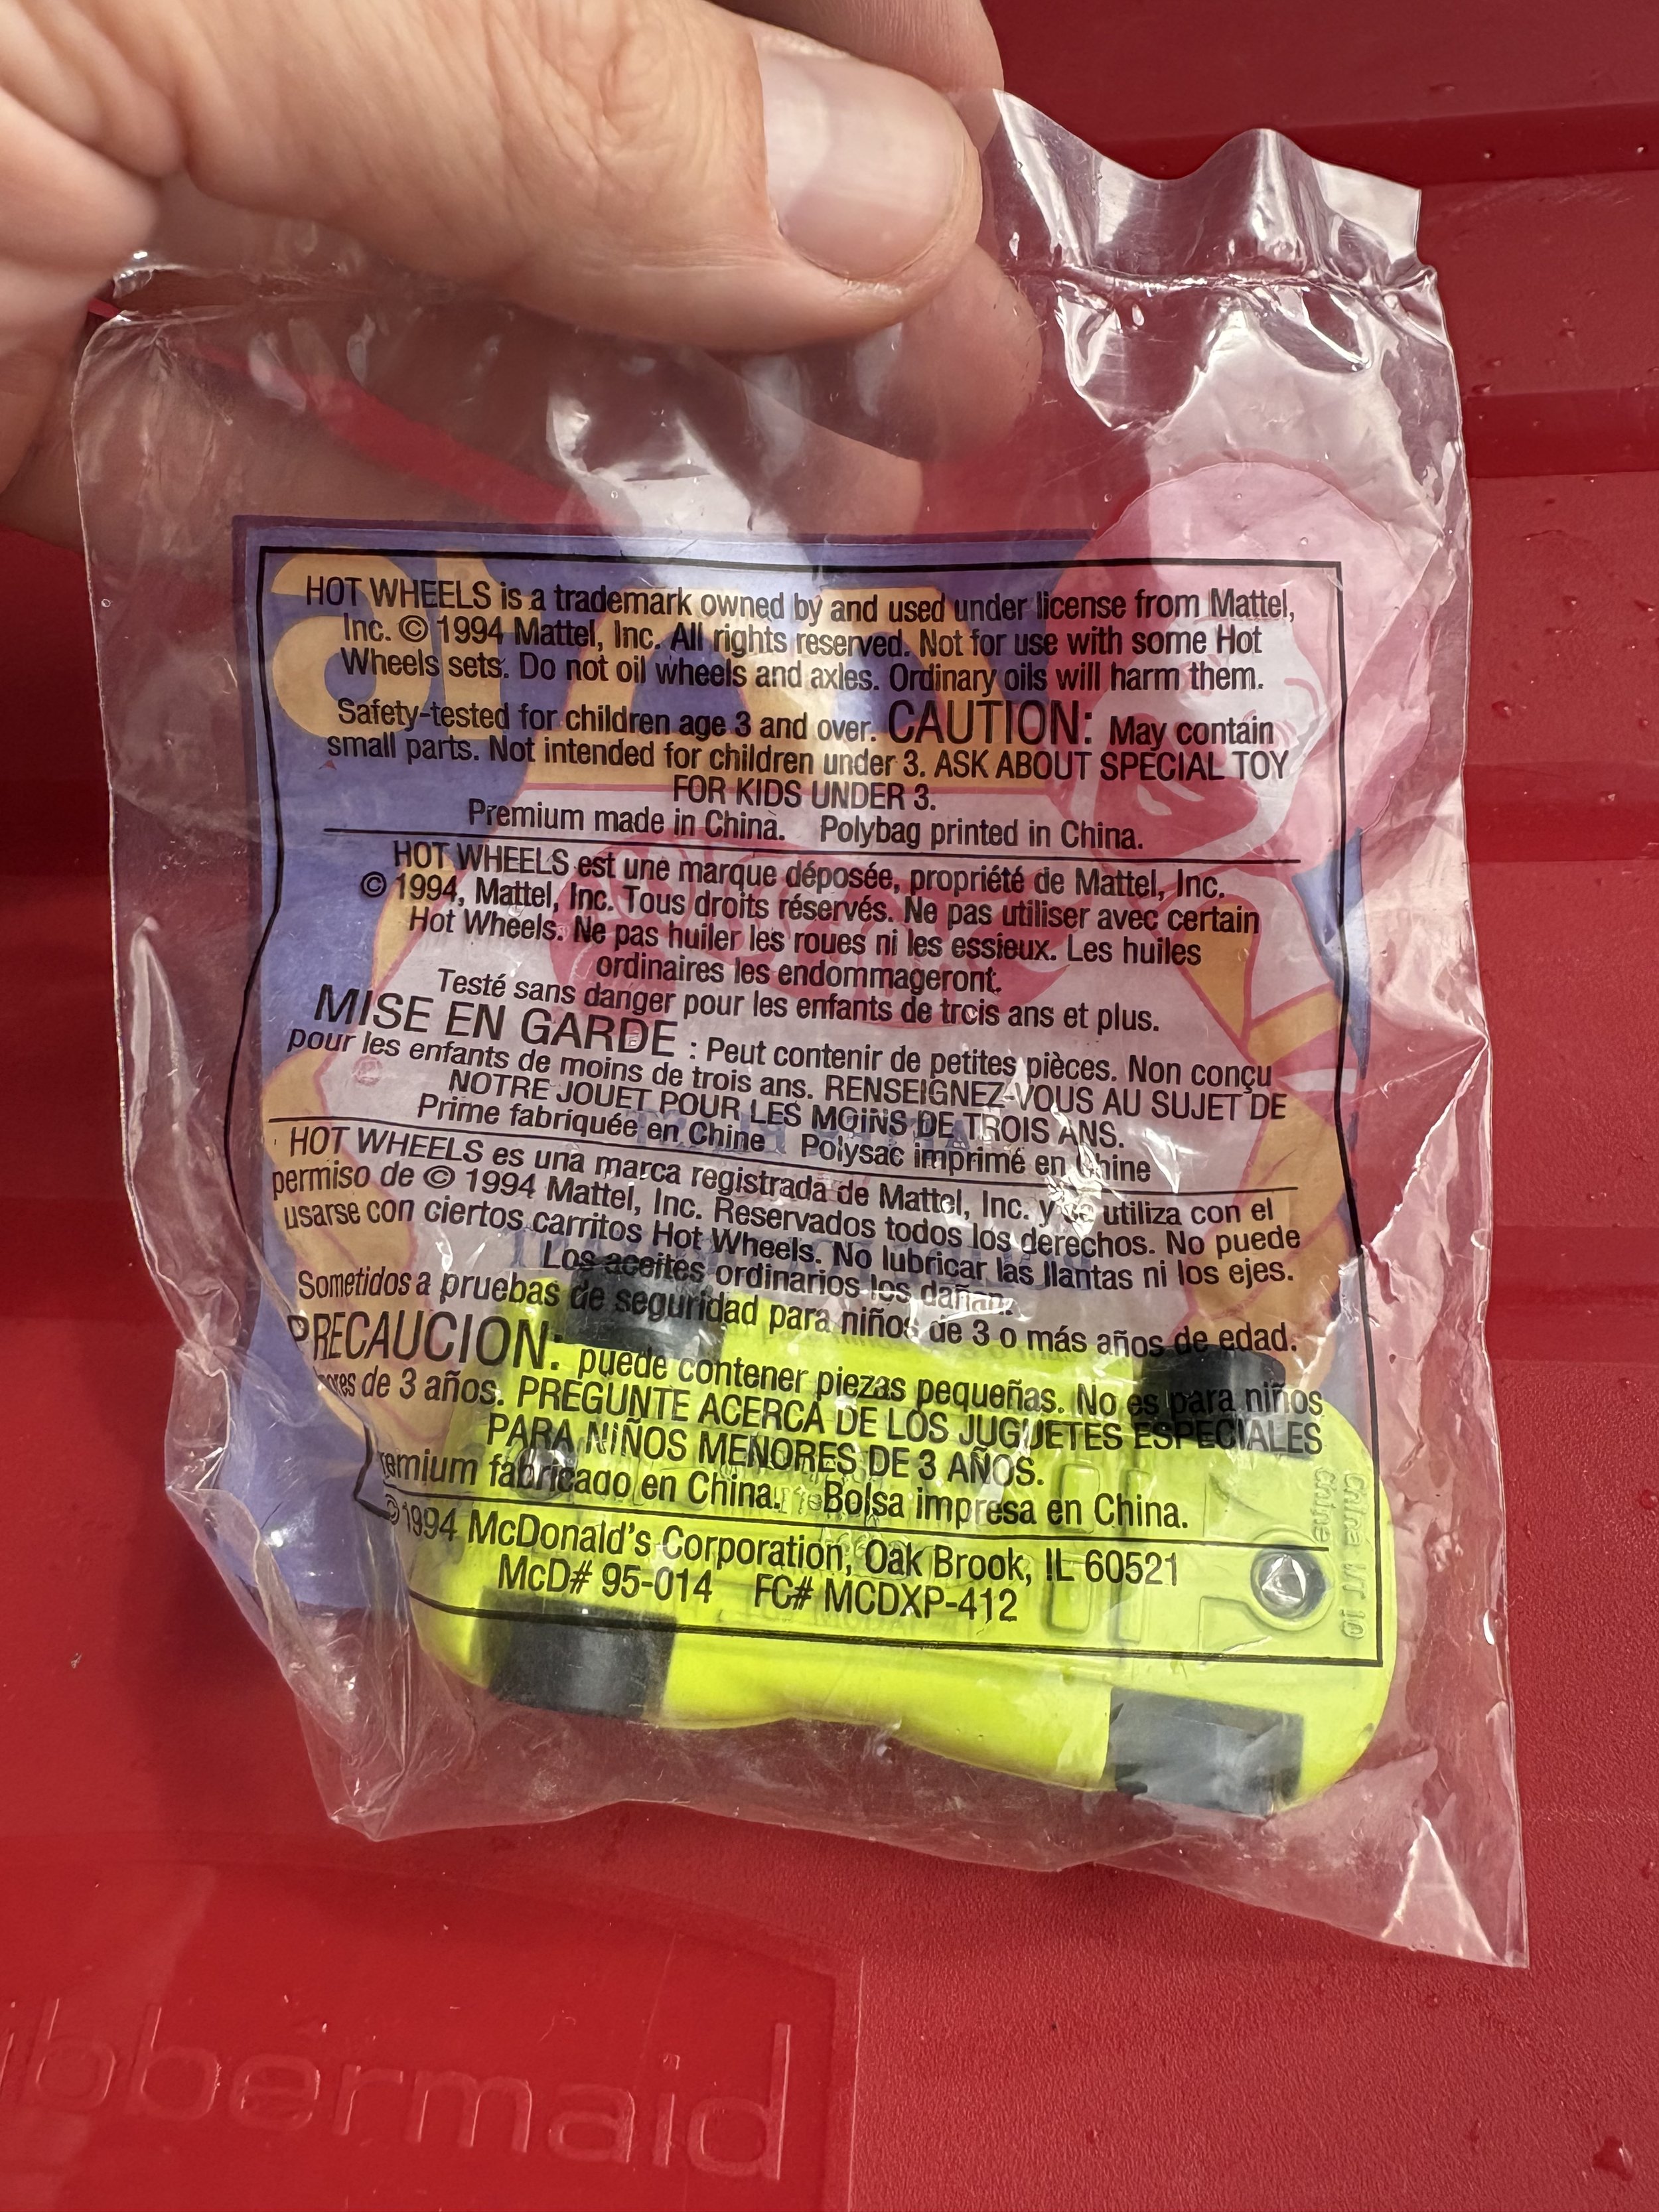 HOT WHEELS is a trademark owned by and used under license from Mattel,
Inc. © 1994 Mattel, Inc. All rights reserved. Not for use with some Hot
Wheels sets. Do not oil wheels and axles. Ordinary oils will harm them.
Safety-tested for children age 3 and over. CAUTION: May contain
small parts. Not intended for children under 3. ASK ABOUT SPECIAL TOY
FOR KIDS UNDER 3.
Premium made in China. Polybag printed in China.
HOT WHEELS est une marque déposée, propriété de Mattel, Inc.
© 1994, Mattel, Inc. Tous droits réservés. Ne pas utiliser avec certain
Hot Wheels. Ne pas huiler les roues ni les essieux. Les huiles
ordinaires les endommageront.
Testé sans danger pour les enfants de trois ans et plus.
MISE EN GARDE : Peut contenir de petites pièces. Non conçu
pour les enfants de moins de trois ans. RENSEIGNEZ-VOUS AU SUJET DE
NOTRE JOUET POUR LES MOINS DE TROIS ANS.
Prime fabriquée en Chine Polysac imprimé en Chine
HOT WHEELS es una marca registrada de Mattel, Inc. y se utiliza con el
permiso de © 1994 Mattel, Inc. Reservados todos los derechos. No puede
usarse con ciertos carritos Hot Wheels. No lubricar las llantas ni los ejes.
Los aceites ordinarios los dañan.
Sometidos a pruebas de seguridad para niños de 3 o más años de edad.
PRECAUCION: puede contener piezas pequeñas. No es para niños
de 3 años. PREGUNTE ACERCA DE LOS JUGUETES ESPECIALES
PARA NIÑOS MENORES DE 3 AÑOS.
emium fabricado en China. Bolsa impresa en China.
©1994 McDonald's Corporation, Oak Brook, IL 60521
McD# 95-014 FC# MCDXP-412
China WT 10
Chine
bbermaid